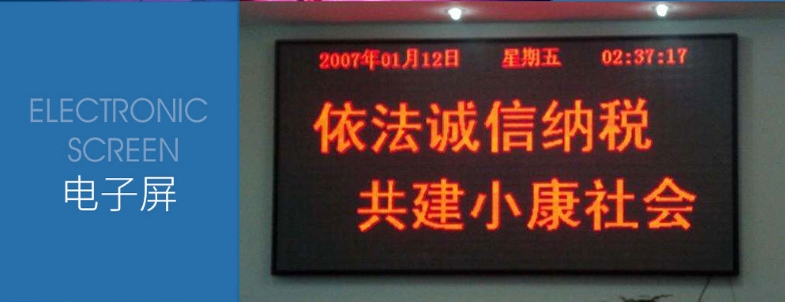 ELECTRONIC
SCREEN
电子屏
2007年01月12日 星期五 02:37:17
依法诚信纳税
共建小康社会